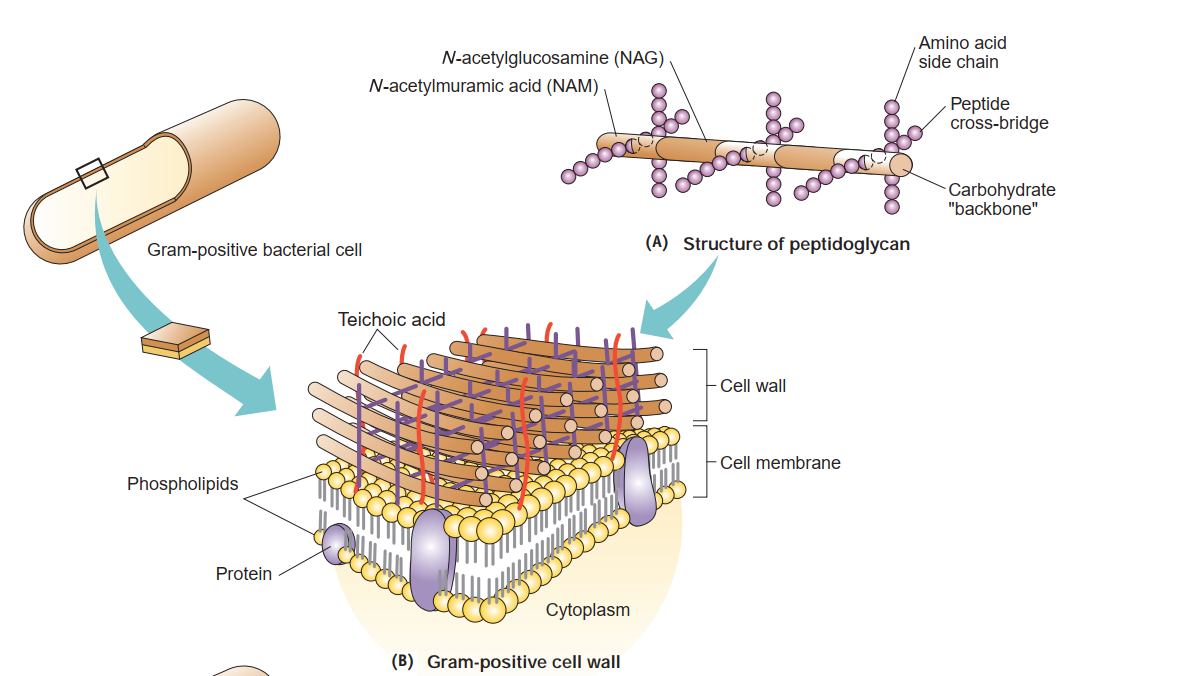 N-acetylglucosamine (NAG)
N-acetylmuramic acid (NAM)
Amino acid
side chain
Peptide
cross-bridge
Carbohydrate
"backbone"
(A) Structure of peptidoglycan
Gram-positive bacterial cell
Teichoic acid
Cell wall
Cell membrane
Phospholipids
Protein
Cytoplasm
(B) Gram-positive cell wall